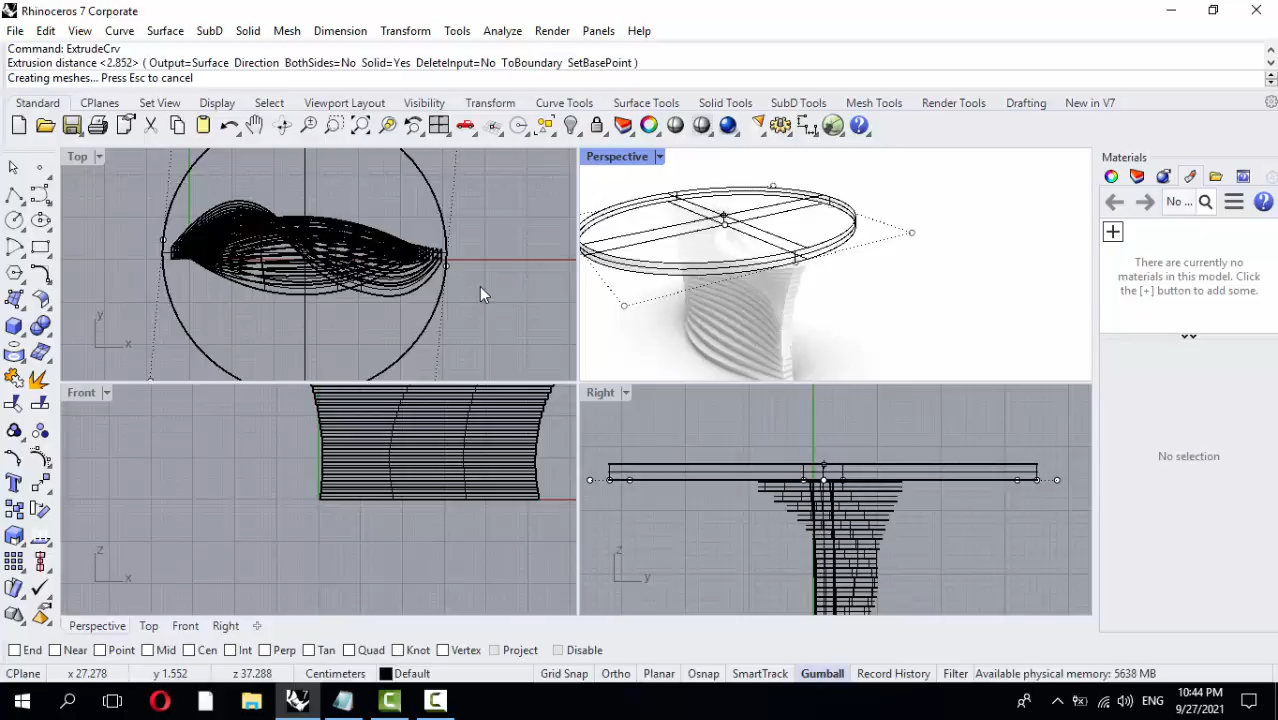 Rhinoceros 7 Corporate
File Edit View Curve Surface SubD Solid Mesh Dimension Transform Tools Analyze Render Panels Help
Command: ExtrudeCrv
Extrusion distance <2.852> ( Output=Surface Direction BothSides=No Solid=Yes DeleteInput=No ToBoundary SetBasePoint )
Creating meshes... Press Esc to cancel
Standard CPlanes Set View Display Select Viewport Layout Visibility Transform Curve Tools Surface Tools Solid Tools SubD Tools Mesh Tools Render Tools Drafting New in V7
Top
Perspective
Materials
No ...
There are currently no
materials in this model. Click
the [+] button to add some.
y
x
Front
Right
No selection
z
x
z
y
Perspective Top Front Right
End Near Point Mid Cen Int Perp Tan Quad Knot Vertex Project Disable
CPlane x 27.278 y 1.552 z 37.288 Centimeters Default Grid Snap Ortho Planar Osnap SmartTrack Gumball Record History Filter Available physical memory: 5638 MB
ENG
10:44 PM
9/27/2021